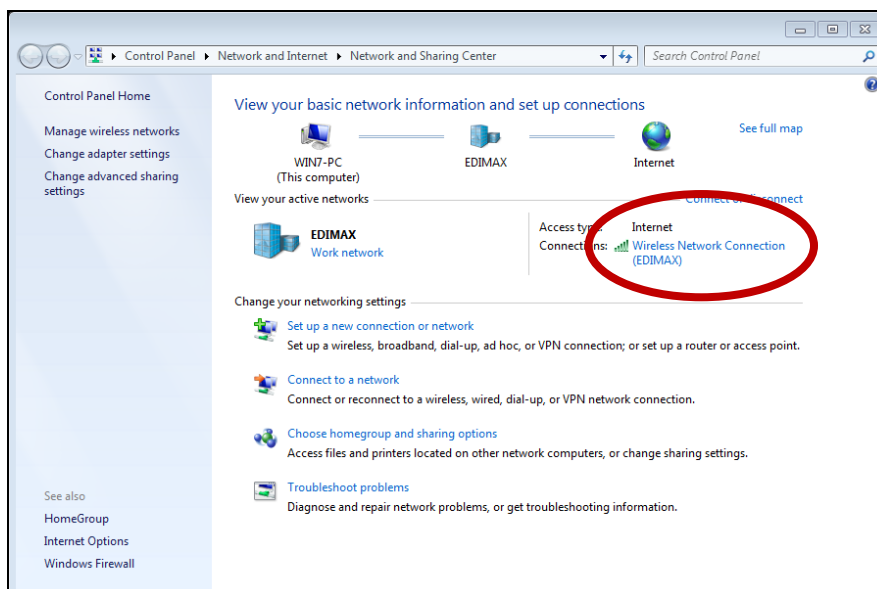 Control Panel ▸ Network and Internet ▸ Network and Sharing Center
Search Control Panel
Control Panel Home
Manage wireless networks
Change adapter settings
Change advanced sharing
settings
View your basic network information and set up connections
See full map
WIN7-PC
(This computer)
EDIMAX
Internet
View your active networks
Connect or disconnect
EDIMAX
Work network
Access type: Internet
Connections: Wireless Network Connection
(EDIMAX)
Change your networking settings
Set up a new connection or network
Set up a wireless, broadband, dial-up, ad hoc, or VPN connection; or set up a router or access point.
Connect to a network
Connect or reconnect to a wireless, wired, dial-up, or VPN network connection.
Choose homegroup and sharing options
Access files and printers located on other network computers, or change sharing settings.
Troubleshoot problems
Diagnose and repair network problems, or get troubleshooting information.
See also
HomeGroup
Internet Options
Windows Firewall